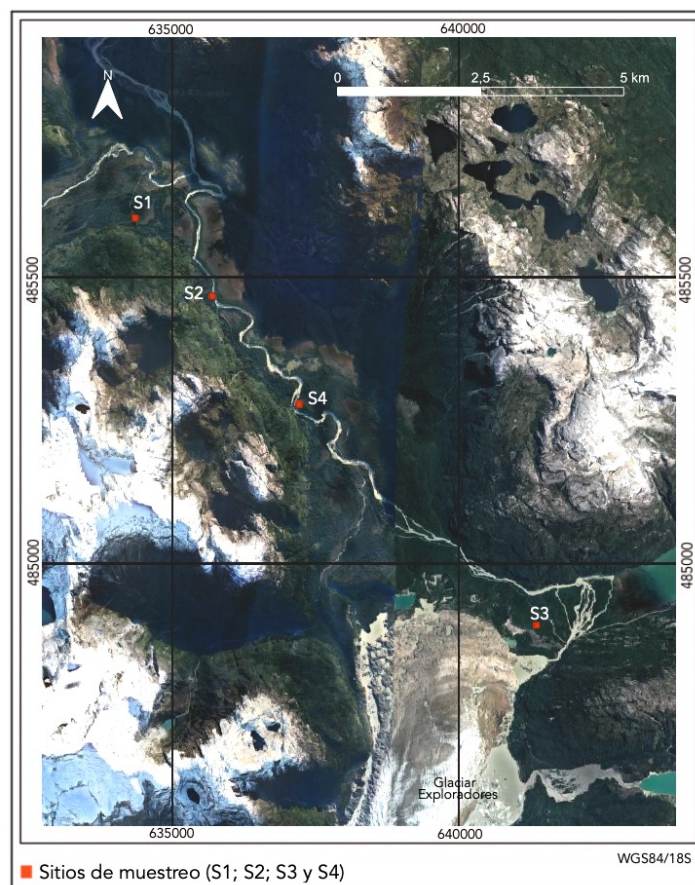 635000 640000
0 2,5 5 km
N
S1
485500 485500
S2
S4
485000 485000
S3
Glaciar
Exploradores
635000 640000
WGS84/18S
Sitios de muestreo (S1; S2; S3 y S4)